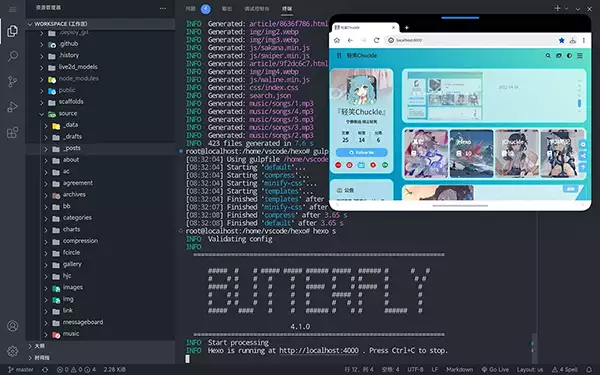 资源管理器
WORKSPACE (工作区)
.deploy_git
.github
.history
live2d_models
node_modules
public
scaffolds
source
_data
_drafts
_posts
about
ac
agreement
archives
bb
categories
charts
compression
fcircle
gallery
hjc
images
img
link
messageboard
music
大纲
时间线
问题
输出
调试控制台
终端
INFO Generated: article/8636f786.html
INFO Generated: img/img2.webp
INFO Generated: img/img3.webp
INFO Generated: js/sakana.min.js
INFO Generated: js/sniper.min.js
INFO Generated: article/9f2dc6c7.html
INFO Generated: img/img4.webp
INFO Generated: js/waline.min.js
INFO Generated: css/index.css
INFO Generated: search.json
INFO Generated: music/songs/1.mp3
INFO Generated: music/songs/4.mp3
INFO Generated: music/songs/5.mp3
INFO Generated: music/songs/3.mp3
INFO Generated: music/songs/2.mp3
INFO 423 files generated in 7.6 s
root@localhost:/home/vscode/hexo# gulp
[08:32:04] Using gulpfile /home/vscode
[08:32:04] Starting 'default'...
[08:32:04] Starting 'compress'...
[08:32:04] Starting 'minify-css'...
[08:32:04] Starting 'templates'...
[08:32:04] Finished 'templates' after
[08:32:07] Finished 'minify-css' after
[08:32:08] Finished 'compress' after 3.65 s
[08:32:08] Finished 'default' after 3.65 s
root@localhost:/home/vscode/hexo# hexo s
INFO Validating config
INFO
BUTTERFLY
4.1.0
INFO Start processing
INFO Hexo is running at http://localhost:4000 . Press Ctrl+C to stop.
轻笑Chuckle
localhost:4000
轻笑Chuckle
『轻笑Chuckle』
文章
标签
分类
25
14
6
Follow Me
公告
master
0
0
4
2.28 KiB
行 12，列 4
空格: 4
UTF-8
LF
Markdown
Go Live
Layout: us
4 Spell